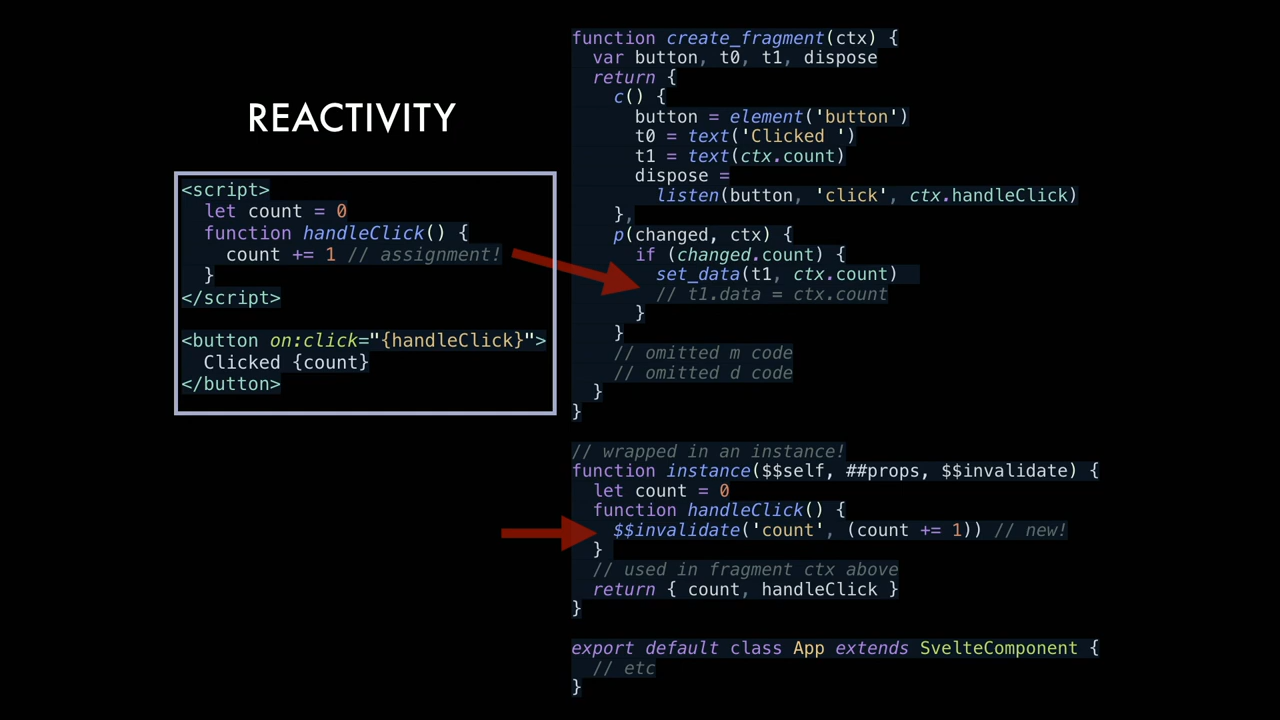 REACTIVITY
<script>
  let count = 0
  function handleClick() {
    count += 1 // assignment!
  }
</script>

<button on:click="{handleClick}">
  Clicked {count}
</button>

function create_fragment(ctx) {
  var button, t0, t1, dispose
  return {
    c() {
      button = element('button')
      t0 = text('Clicked ')
      t1 = text(ctx.count)
      dispose =
        listen(button, 'click', ctx.handleClick)
    },
    p(changed, ctx) {
      if (changed.count) {
        set_data(t1, ctx.count)
        // t1.data = ctx.count
      }
    }
    // omitted m code
    // omitted d code
  }
}

// wrapped in an instance!
function instance($$self, ##props, $$invalidate) {
  let count = 0
  function handleClick() {
    $$invalidate('count', (count += 1)) // new!
  }
  // used in fragment ctx above
  return { count, handleClick }
}

export default class App extends SvelteComponent {
  // etc
}